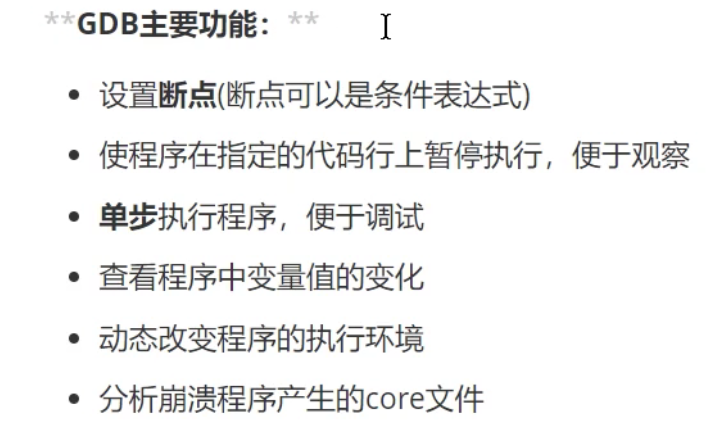 **GDB主要功能：**
• 设置断点(断点可以是条件表达式)
• 使程序在指定的代码行上暂停执行，便于观察
• 单步执行程序，便于调试
• 查看程序中变量值的变化
• 动态改变程序的执行环境
• 分析崩溃程序产生的core文件